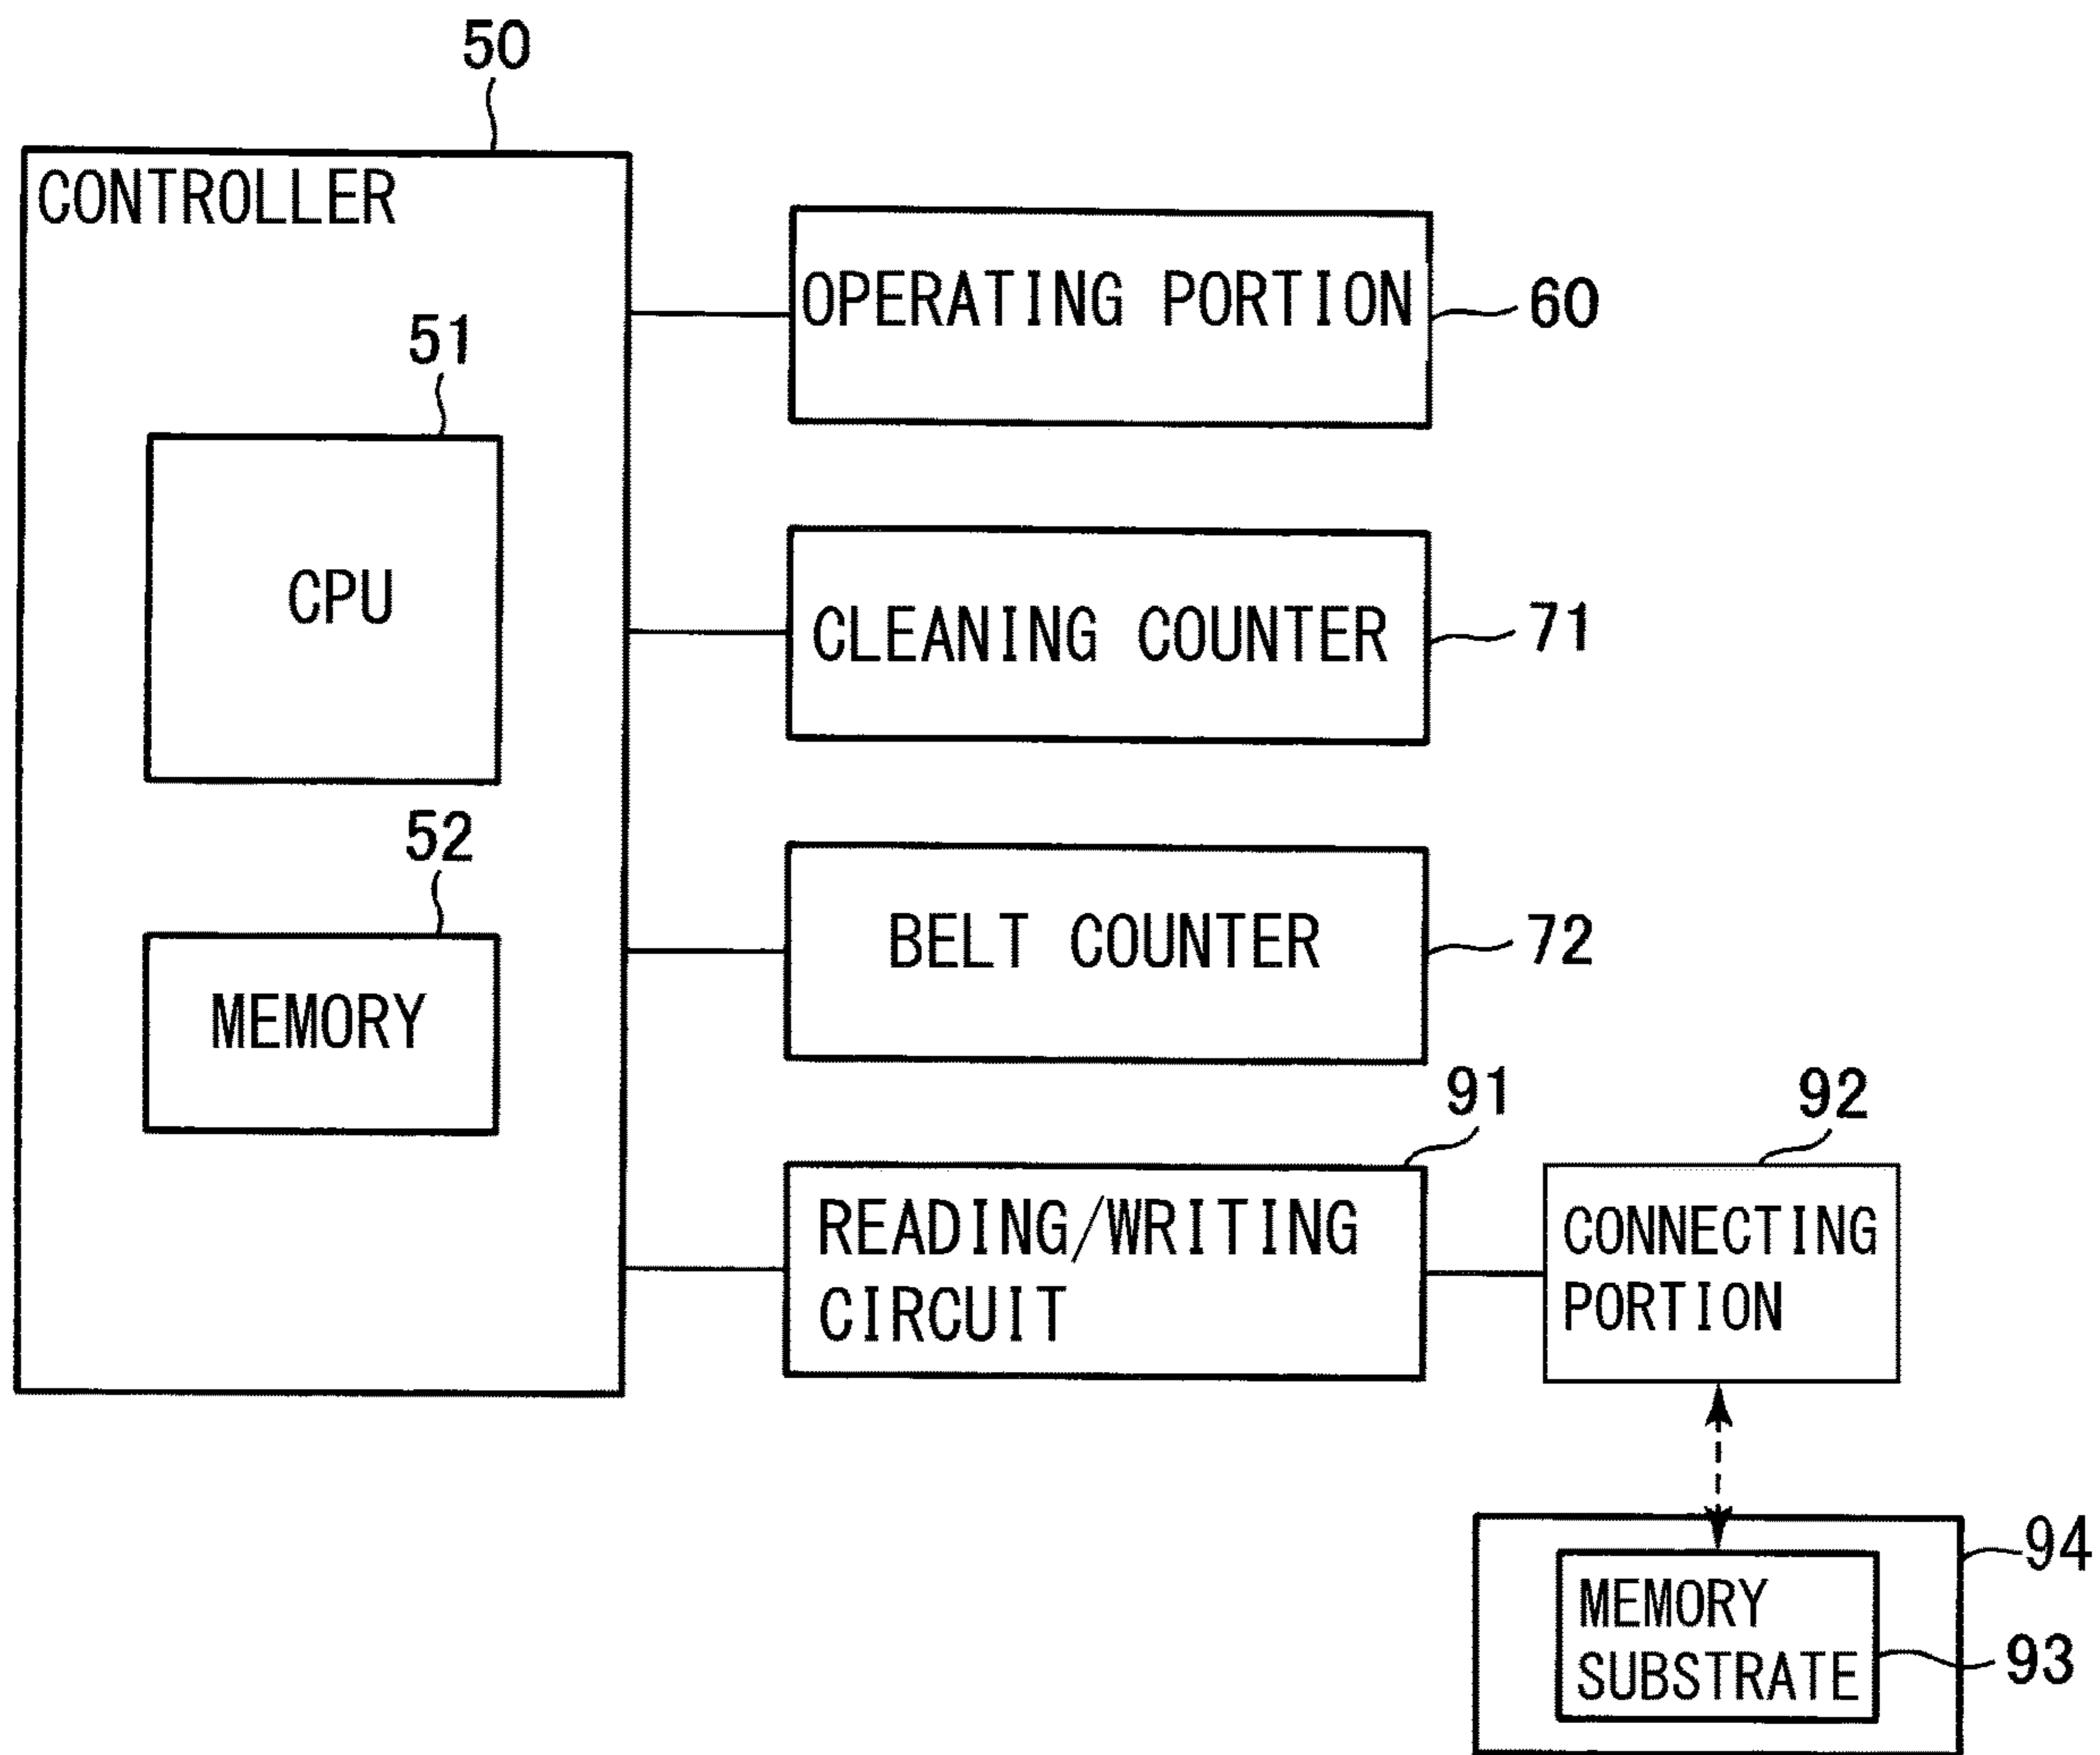 50
CONTROLLER
51
CPU
52
MEMORY
OPERATING PORTION
60
CLEANING COUNTER
71
BELT COUNTER
72
91
READING/WRITING
CIRCUIT
92
CONNECTING
PORTION
94
MEMORY
SUBSTRATE
93